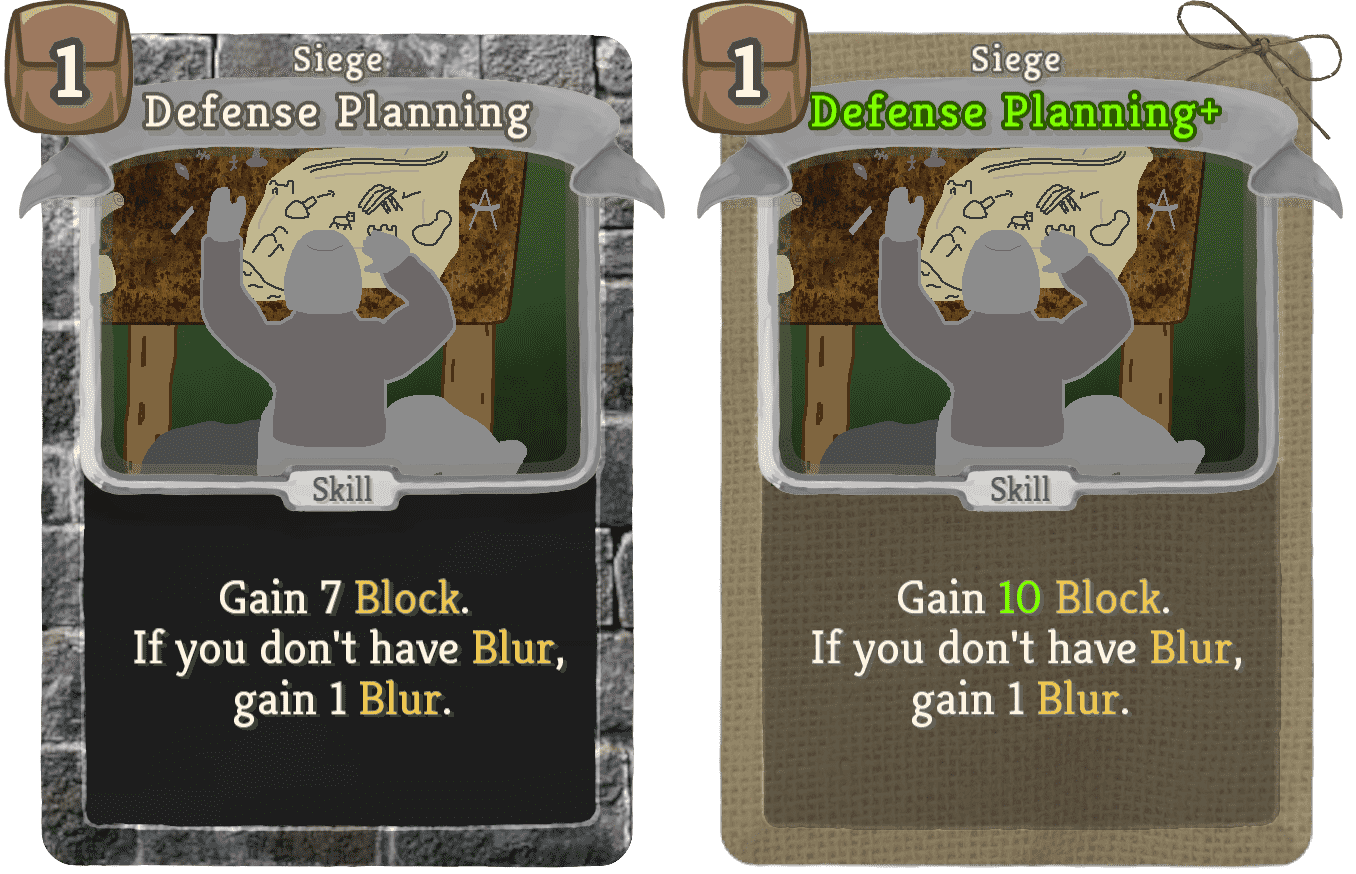 1
Siege
Defense Planning
Skill
Gain 7 Block.
If you don't have Blur,
gain 1 Blur.
1
Siege
Defense Planning+
Skill
Gain 10 Block.
If you don't have Blur,
gain 1 Blur.